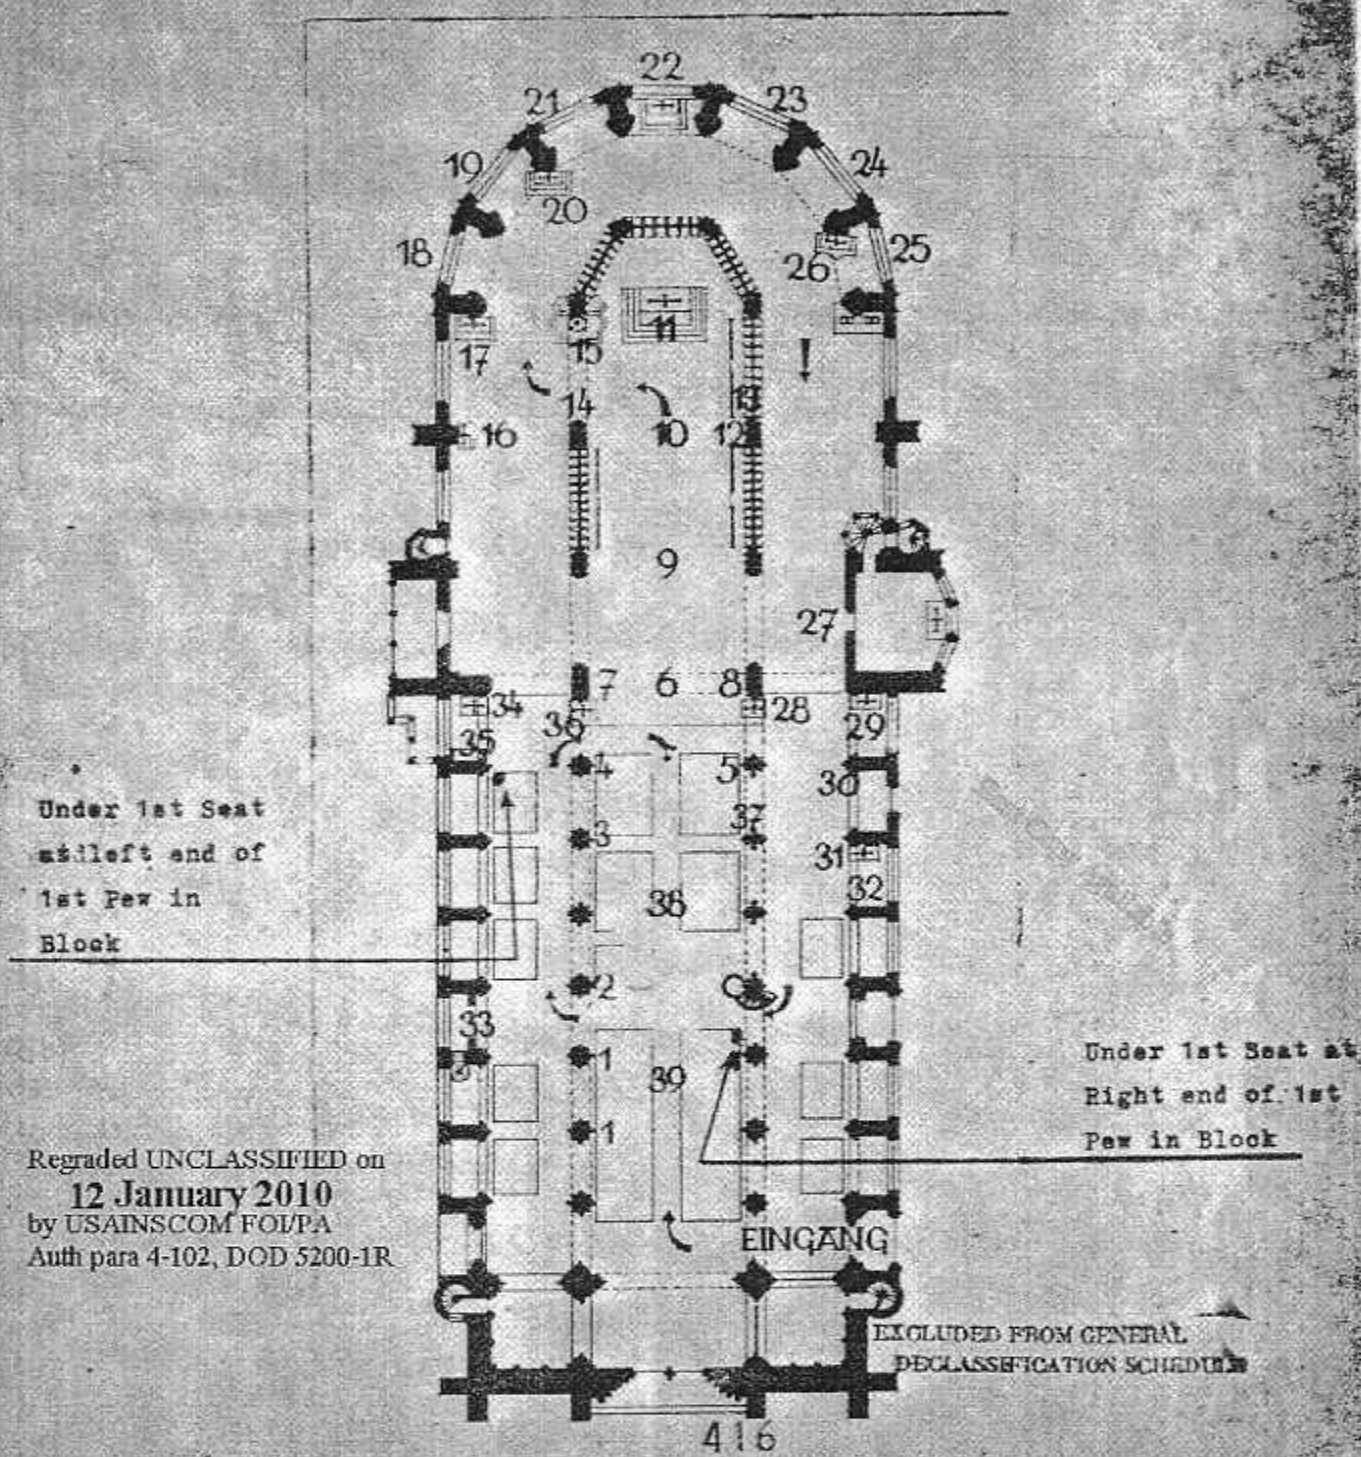 22
21
23
19
24
20
18
26
25
11
17
15
14
13
16
10
12
9
27
7
6
8
34
36
28
29
35
4
5
30
Under 1st Seat
at left end of
1st Pew in
Block
3
37
31
38
32
2
33
1
39
Under 1st Seat at
Right end of 1st
Pew in Block
1
Regraded UNCLASSIFIED on
12 January 2010
by USAINSCOM FOI/PA
Auth para 4-102, DOD 5200-1R
EINGANG
EXCLUDED FROM GENERAL
DECLASSIFICATION SCHEDULE
416